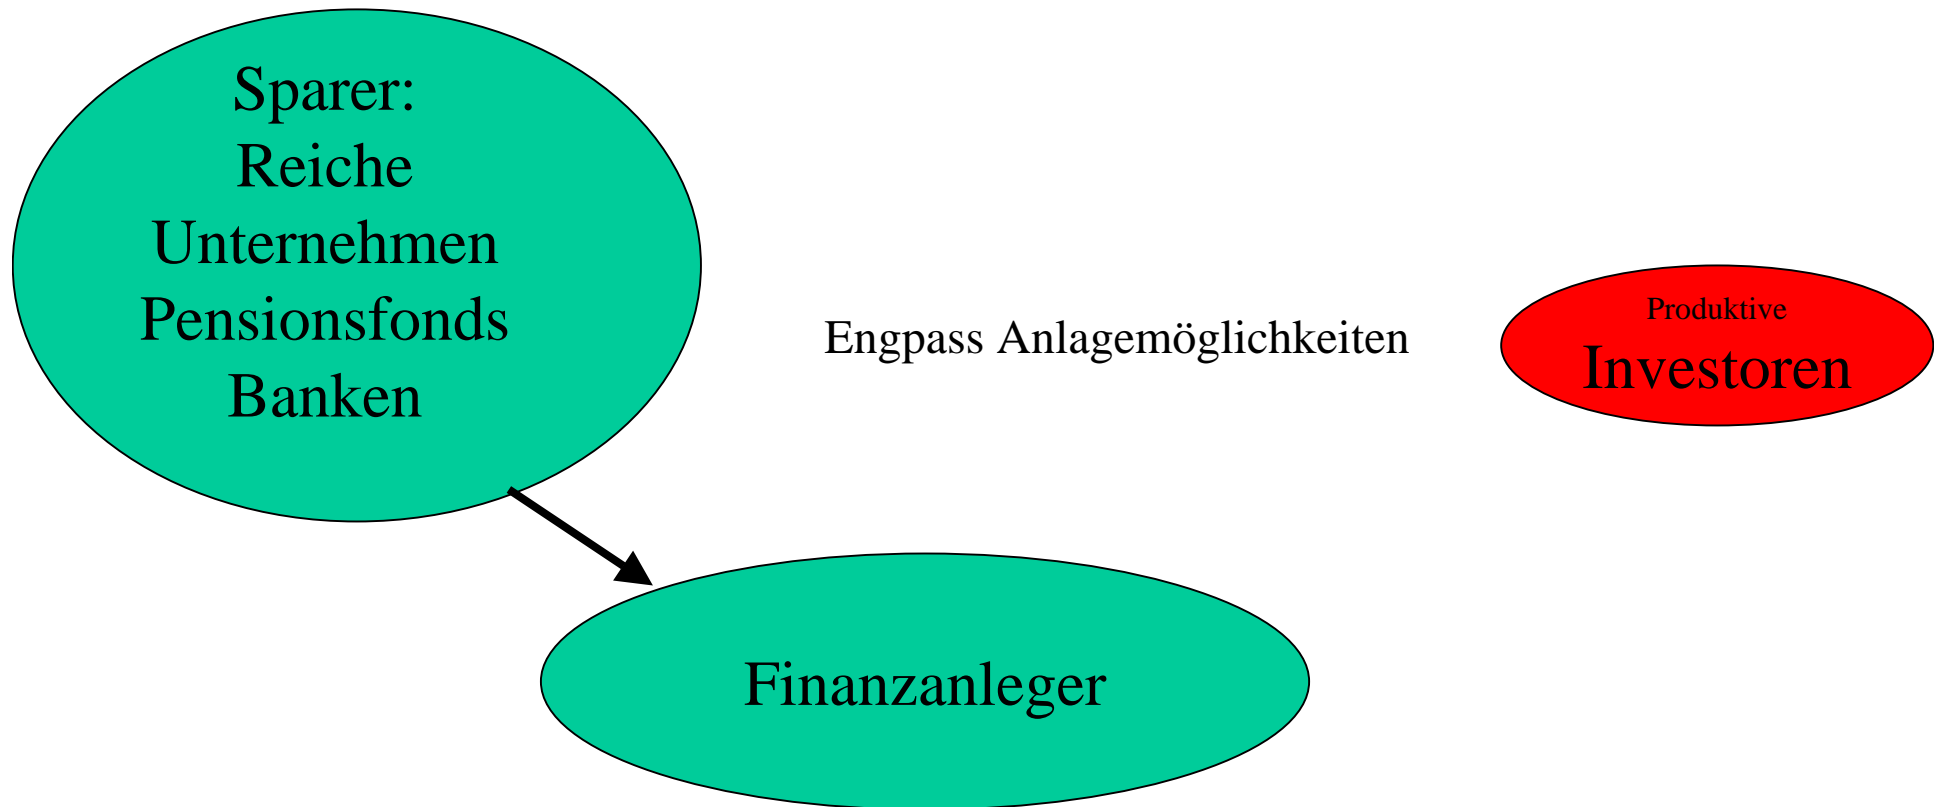 Sparer:
Reiche
Unternehmen
Pensionsfonds
Banken
Engpass Anlagemöglichkeiten
Produktive
Investoren
Finanzanleger